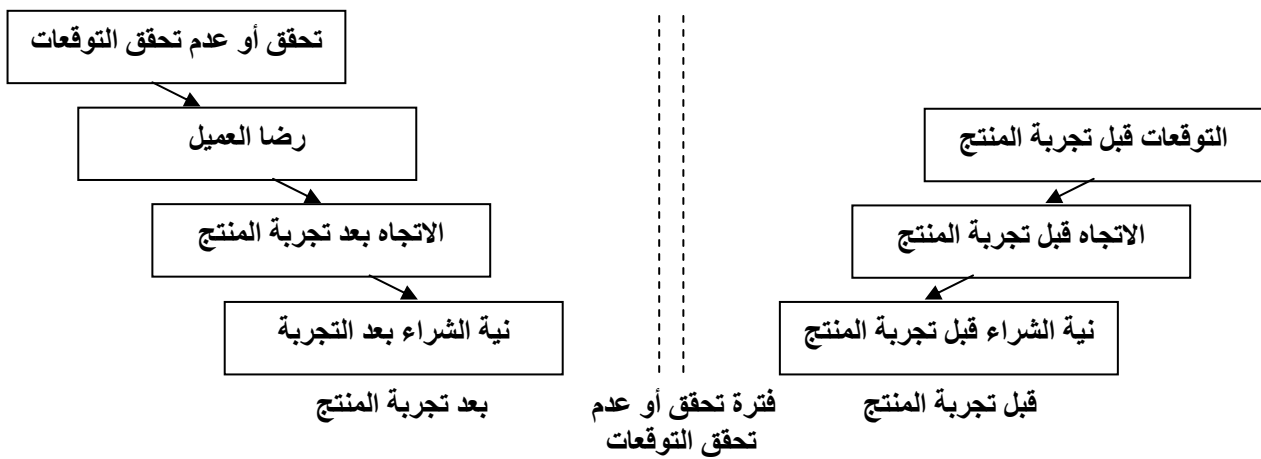 التوقعات قبل تجربة المنتج
الاتجاه قبل تجربة المنتج
نية الشراء قبل تجربة المنتج
قبل تجربة المنتج
فترة تحقق أو عدم
تحقق التوقعات
تحقق أو عدم تحقق التوقعات
رضا العميل
الاتجاه بعد تجربة المنتج
نية الشراء بعد التجربة
بعد تجربة المنتج